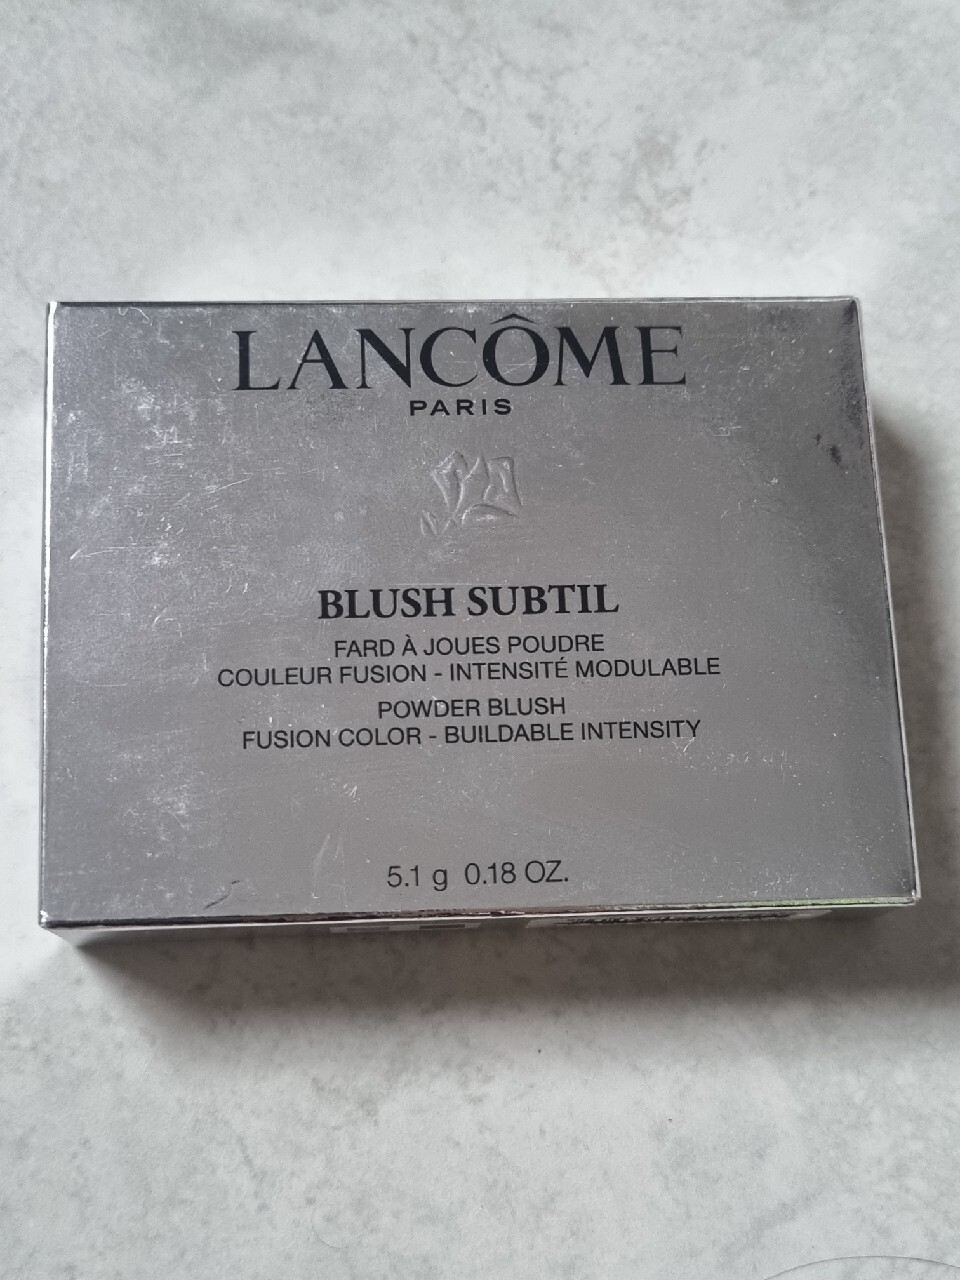 LANCÔME
PARIS
BLUSH SUBTIL
FARD À JOUES POUDRE
COULEUR FUSION - INTENSITÉ MODULABLE
POWDER BLUSH
FUSION COLOR - BUILDABLE INTENSITY
5.1 g 0.18 OZ.